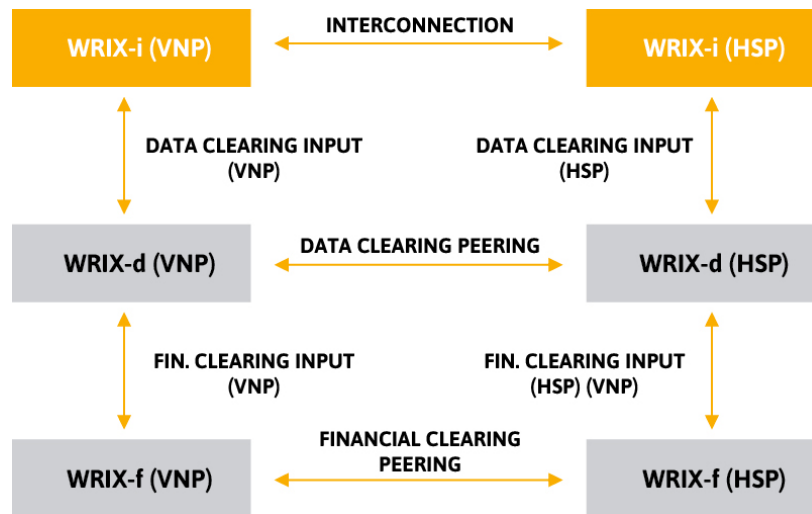 WRIX-i (VNP)
INTERCONNECTION
WRIX-i (HSP)
DATA CLEARING INPUT
(VNP)
DATA CLEARING INPUT
(HSP)
WRIX-d (VNP)
DATA CLEARING PEERING
WRIX-d (HSP)
FIN. CLEARING INPUT
(VNP)
FIN. CLEARING INPUT
(HSP) (VNP)
WRIX-f (VNP)
FINANCIAL CLEARING
PEERING
WRIX-f (HSP)